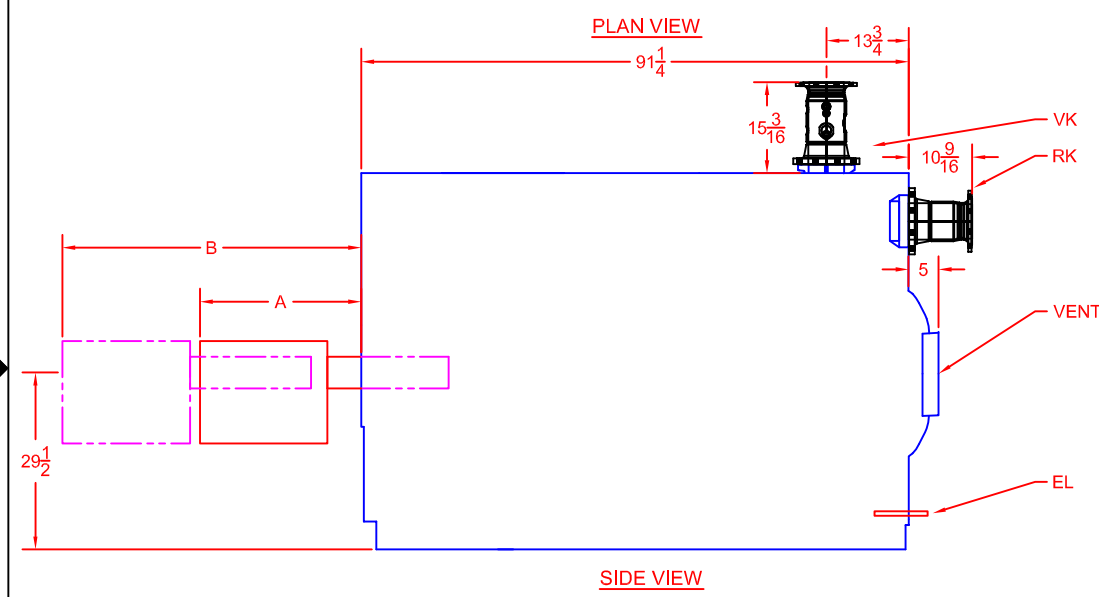 PLAN VIEW
13 3/4
91 1/4
15 3/16
VK
10 9/16
RK
B
5
A
VENT
29 1/2
EL
SIDE VIEW